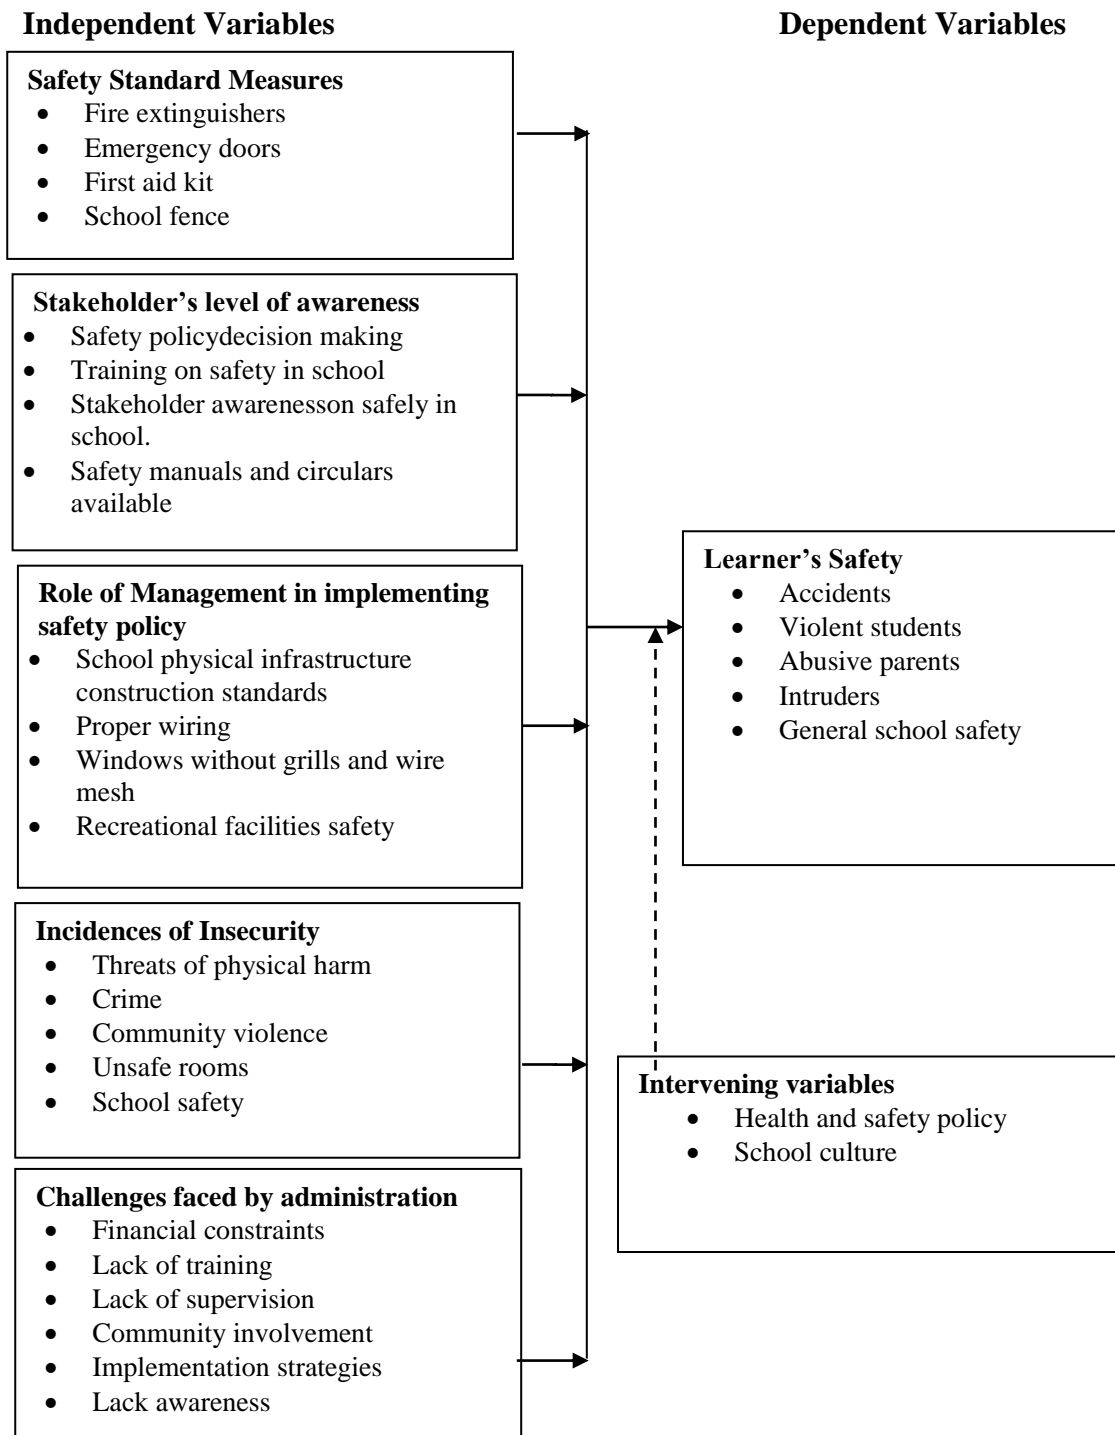 Independent Variables
Dependent Variables
Safety Standard Measures
• Fire extinguishers
• Emergency doors
• First aid kit
• School fence
Stakeholder’s level of awareness
• Safety policydecision making
• Training on safety in school
• Stakeholder awarenesson safely in
school.
• Safety manuals and circulars
available
Role of Management in implementing
safety policy
• School physical infrastructure
construction standards
• Proper wiring
• Windows without grills and wire
mesh
• Recreational facilities safety
Incidences of Insecurity
• Threats of physical harm
• Crime
• Community violence
• Unsafe rooms
• School safety
Challenges faced by administration
• Financial constraints
• Lack of training
• Lack of supervision
• Community involvement
• Implementation strategies
• Lack awareness
Learner’s Safety
• Accidents
• Violent students
• Abusive parents
• Intruders
• General school safety
Intervening variables
• Health and safety policy
• School culture